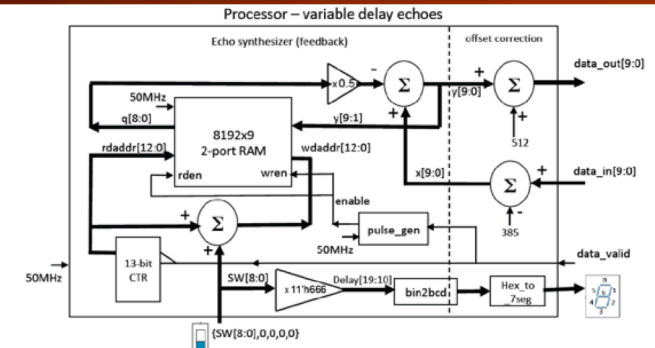 Processor – variable delay echoes
Echo synthesizer (feedback)
offset correction
data_out[9:0]
x0.5
-
Σ
+
y[9:0]
+
Σ
+
512
50MHz
q[8:0]
8192x9
2-port RAM
y[9:1]
rdaddr[12:0]
wdaddr[12:0]
rden
wren
x[9:0]
data_in[9:0]
+
Σ
-
385
enable
+
Σ
+
pulse_gen
50MHz
data_valid
50MHz
13-bit
CTR
SW[8:0]
x 11'h666
Delay[19:10]
bin2bcd
Hex_to
_7seg
{SW[8:0],0,0,0,0}